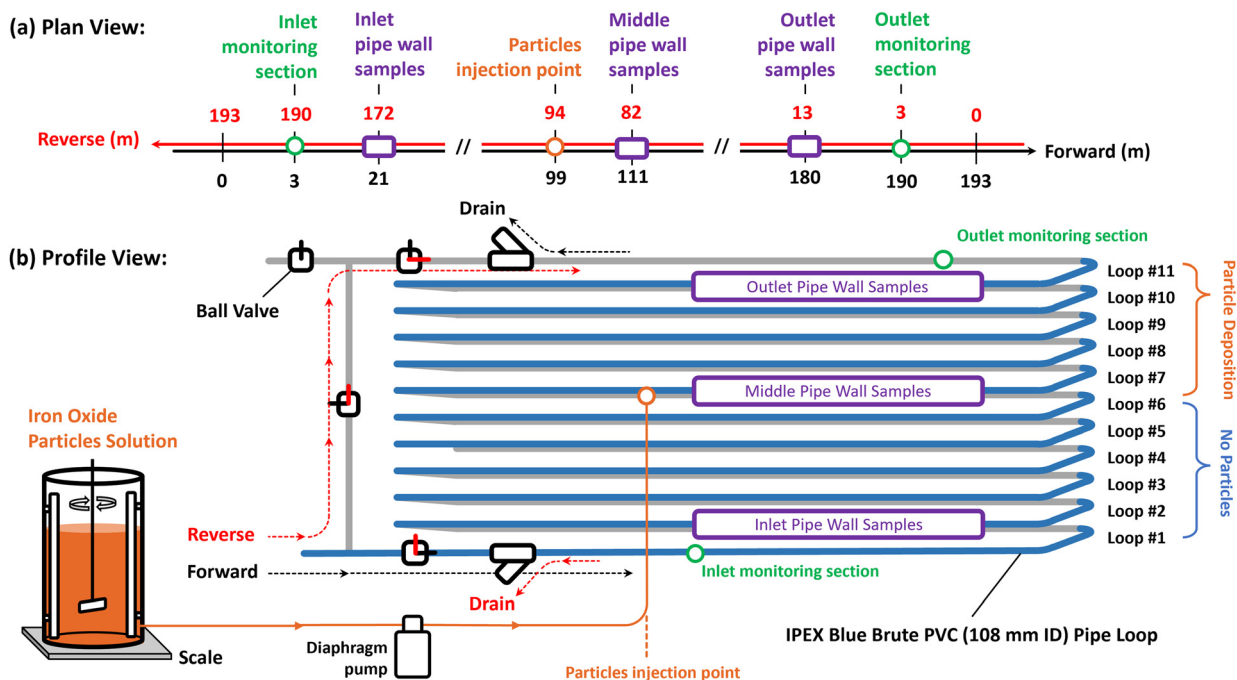 (a) Plan View:
Inlet
monitoring
section
Inlet
pipe wall
samples
Particles
injection point
Middle
pipe wall
samples
Outlet
pipe wall
samples
Outlet
monitoring
section
193 190 172 94 82 13 3 0
Reverse (m)
// //
Forward (m)
0 3 21 99 111 180 190 193
Drain
(b) Profile View:
Ball Valve
Outlet monitoring section
Outlet Pipe Wall Samples
Middle Pipe Wall Samples
Inlet Pipe Wall Samples
Loop #11
Loop #10
Loop #9
Loop #8
Loop #7
Loop #6
Loop #5
Loop #4
Loop #3
Loop #2
Loop #1
Particle Deposition
No Particles
Iron Oxide
Particles Solution
Reverse
Forward
Drain
Inlet monitoring section
IPEX Blue Brute PVC (108 mm ID) Pipe Loop
Scale
Diaphragm
pump
Particles injection point